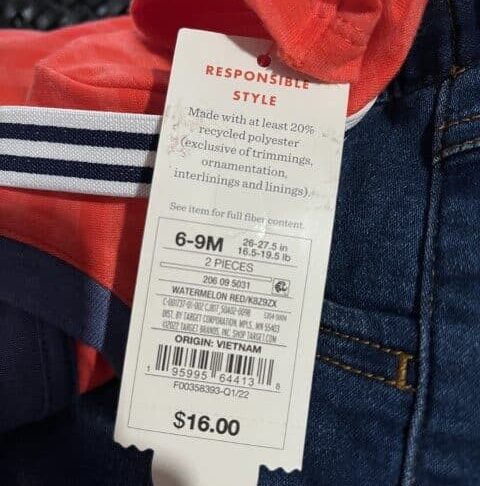 RESPONSIBLE
STYLE
Made with at least 20%
recycled polyester
(exclusive of trimmings,
ornamentation,
interlinings and linings).
See item for full fiber content.
6-9M 26-27.5 in
16.5-19.5 lb
2 PIECES
206 09 5031
WATERMELON RED/K8Z9ZX
DIST. BY TARGET CORPORATION, MPLS, MN 55403
©2022 TARGET BRANDS, INC. SHOP TARGET.COM
ORIGIN: VIETNAM
1 95995 64413 8
F00358393-Q1/22
$16.00